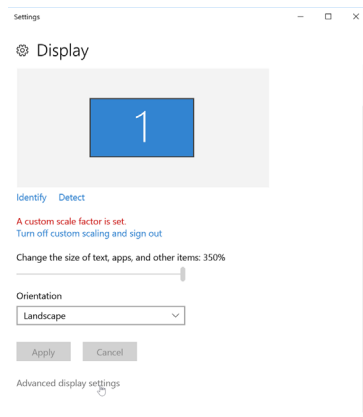 Settings
Display
1
Identify Detect
A custom scale factor is set.
Turn off custom scaling and sign out
Change the size of text, apps, and other items: 350%
Orientation
Landscape
Apply Cancel
Advanced display settings